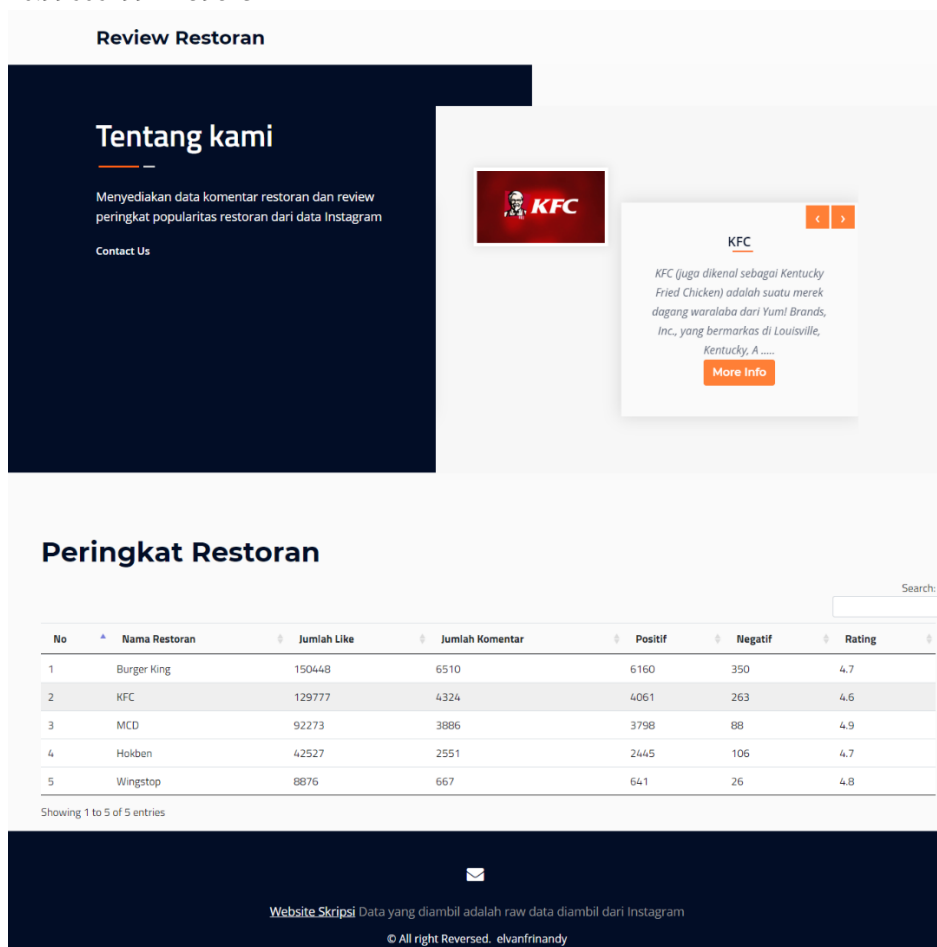 Review Restoran
Tentang kami
Menyediakan data komentar restoran dan review
peringkat popularitas restoran dari data Instagram
Contact Us
KFC
‹ ›
KFC
KFC (juga dikenal sebagai Kentucky
Fried Chicken) adalah suatu merek
dagang waralaba dari Yum! Brands,
Inc., yang bermarkas di Louisville,
Kentucky, A .....
More Info
Peringkat Restoran
Search:
No Nama Restoran Jumlah Like Jumlah Komentar Positif Negatif Rating
1 Burger King 150448 6510 6160 350 4.7
2 KFC 129777 4324 4061 263 4.6
3 MCD 92273 3886 3798 88 4.9
4 Hokben 42527 2551 2445 106 4.7
5 Wingstop 8876 667 641 26 4.8
Showing 1 to 5 of 5 entries
Website Skripsi Data yang diambil adalah raw data diambil dari Instagram
© All right Reversed. elvanfrinandy